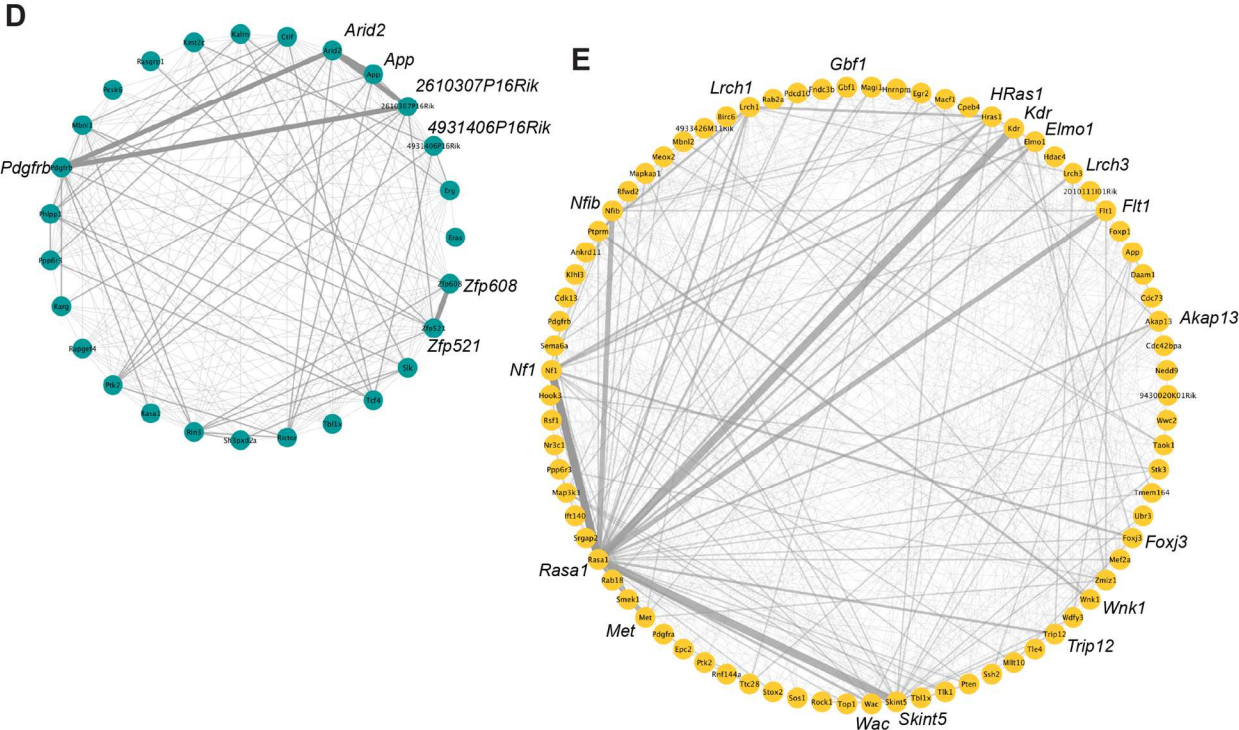 D
Arid2
App
2610307P16Rik
4931406P16Rik
Zfp608
Zfp521
Pdgfrb
Kalrn
Ctif
Arid2
App
2610307P16Rik
4931406P16Rik
Erg
Eras
Zfp608
Zfp521
Slk
Tcf4
Tbl1x
Rictor
Sh3pxd2a
Rin3
Rasa1
Ptk2
Rapgef4
Rarg
Ppp6r3
Phlpp1
Pdgfrb
Mbnl1
Pcsk6
Rasgrp1
Kmt2c
E
Gbf1
HRas1
Kdr
Elmo1
Lrch3
Flt1
Akap13
Foxj3
Wnk1
Trip12
Skint5
Wac
Met
Rasa1
Nf1
Nfib
Lrch1
Gbf1
Magi1
Hnrnpm
Egr2
Macf1
Cpeb4
Hras1
Kdr
Elmo1
Hdac4
Lrch3
2010111I01Rik
Flt1
Foxp1
App
Daam1
Cdc73
Akap13
Cdc42bpa
Nedd9
9430020K01Rik
Wwc2
Taok1
Stk3
Tmem164
Ubr3
Foxj3
Mef2a
Zmiz1
Wnk1
Wdfy3
Trip12
Tle4
Mllt10
Ssh2
Pten
Tlk1
Tbl1x
Skint5
Wac
Top1
Rock1
Sos1
Stox2
Ttc28
Rnf144a
Ptk2
Epc2
Pdgfra
Met
Smek1
Rab18
Rasa1
Srgap2
Ift140
Map3k3
Ppp6r3
Nr3c1
Rsf1
Hook3
Nf1
Sema6a
Pdgfrb
Cdk13
Klhl3
Ankrd11
Ptprm
Nfib
Rfwd2
Mapkap1
Meox2
Mbnl2
4933426M11Rik
Birc6
Lrch1
Rab2a
Pdcd10
Fndc3b